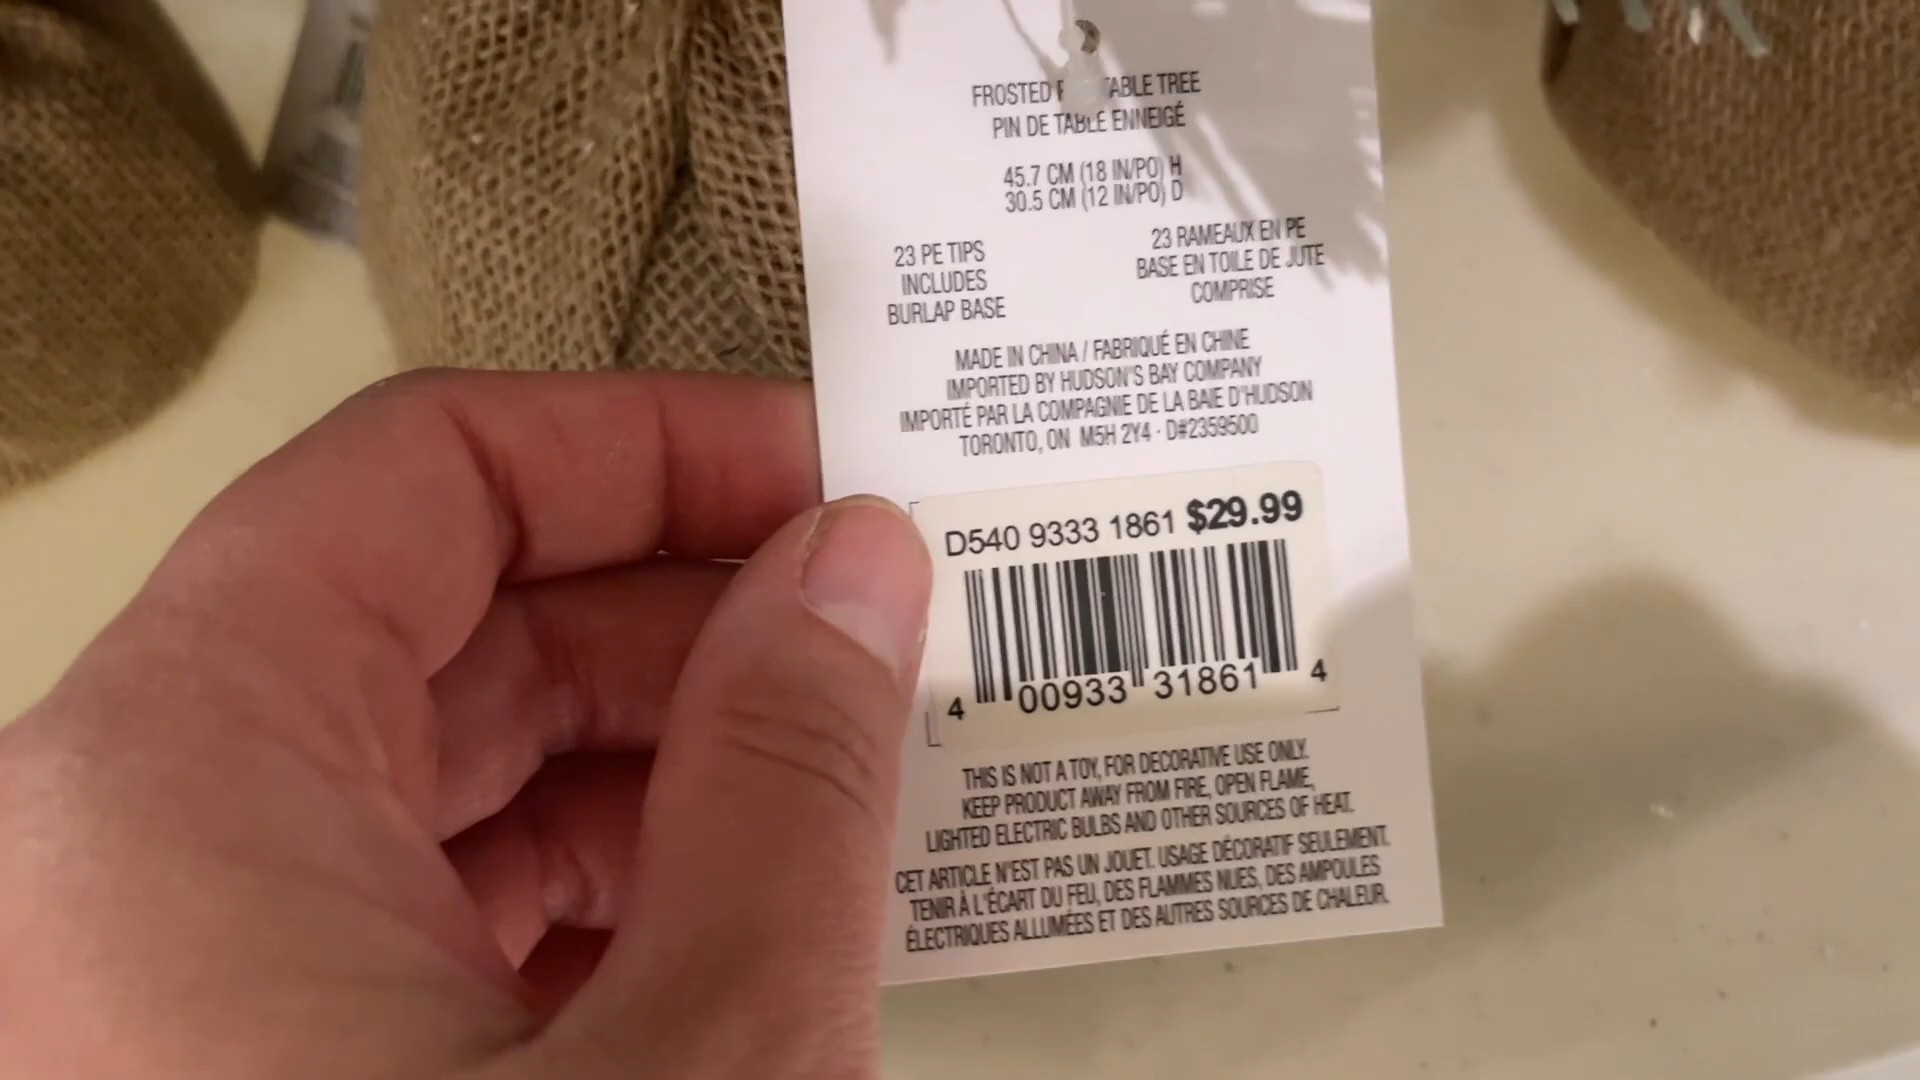 FROSTED TABLE TREE
PIN DE TABLE ENNEIGÉ
45.7 CM (18 IN/PO) H
30.5 CM (12 IN/PO) D
23 PE TIPS
INCLUDES
BURLAP BASE
23 RAMEAUX EN PE
BASE EN TOILE DE JUTE
COMPRISE
MADE IN CHINA / FABRIQUÉ EN CHINE
IMPORTED BY HUDSON'S BAY COMPANY
IMPORTÉ PAR LA COMPAGNIE DE LA BAIE D'HUDSON
TORONTO, ON M5H 2Y4 · D#2359500
D540 9333 1861 $29.99
4 00933 31861 4
THIS IS NOT A TOY, FOR DECORATIVE USE ONLY.
KEEP PRODUCT AWAY FROM FIRE, OPEN FLAME,
LIGHTED ELECTRIC BULBS AND OTHER SOURCES OF HEAT.
CET ARTICLE N'EST PAS UN JOUET. USAGE DÉCORATIF SEULEMENT.
TENIR À L'ÉCART DU FEU, DES FLAMMES NUES, DES AMPOULES
ÉLECTRIQUES ALLUMÉES ET DES AUTRES SOURCES DE CHALEUR.